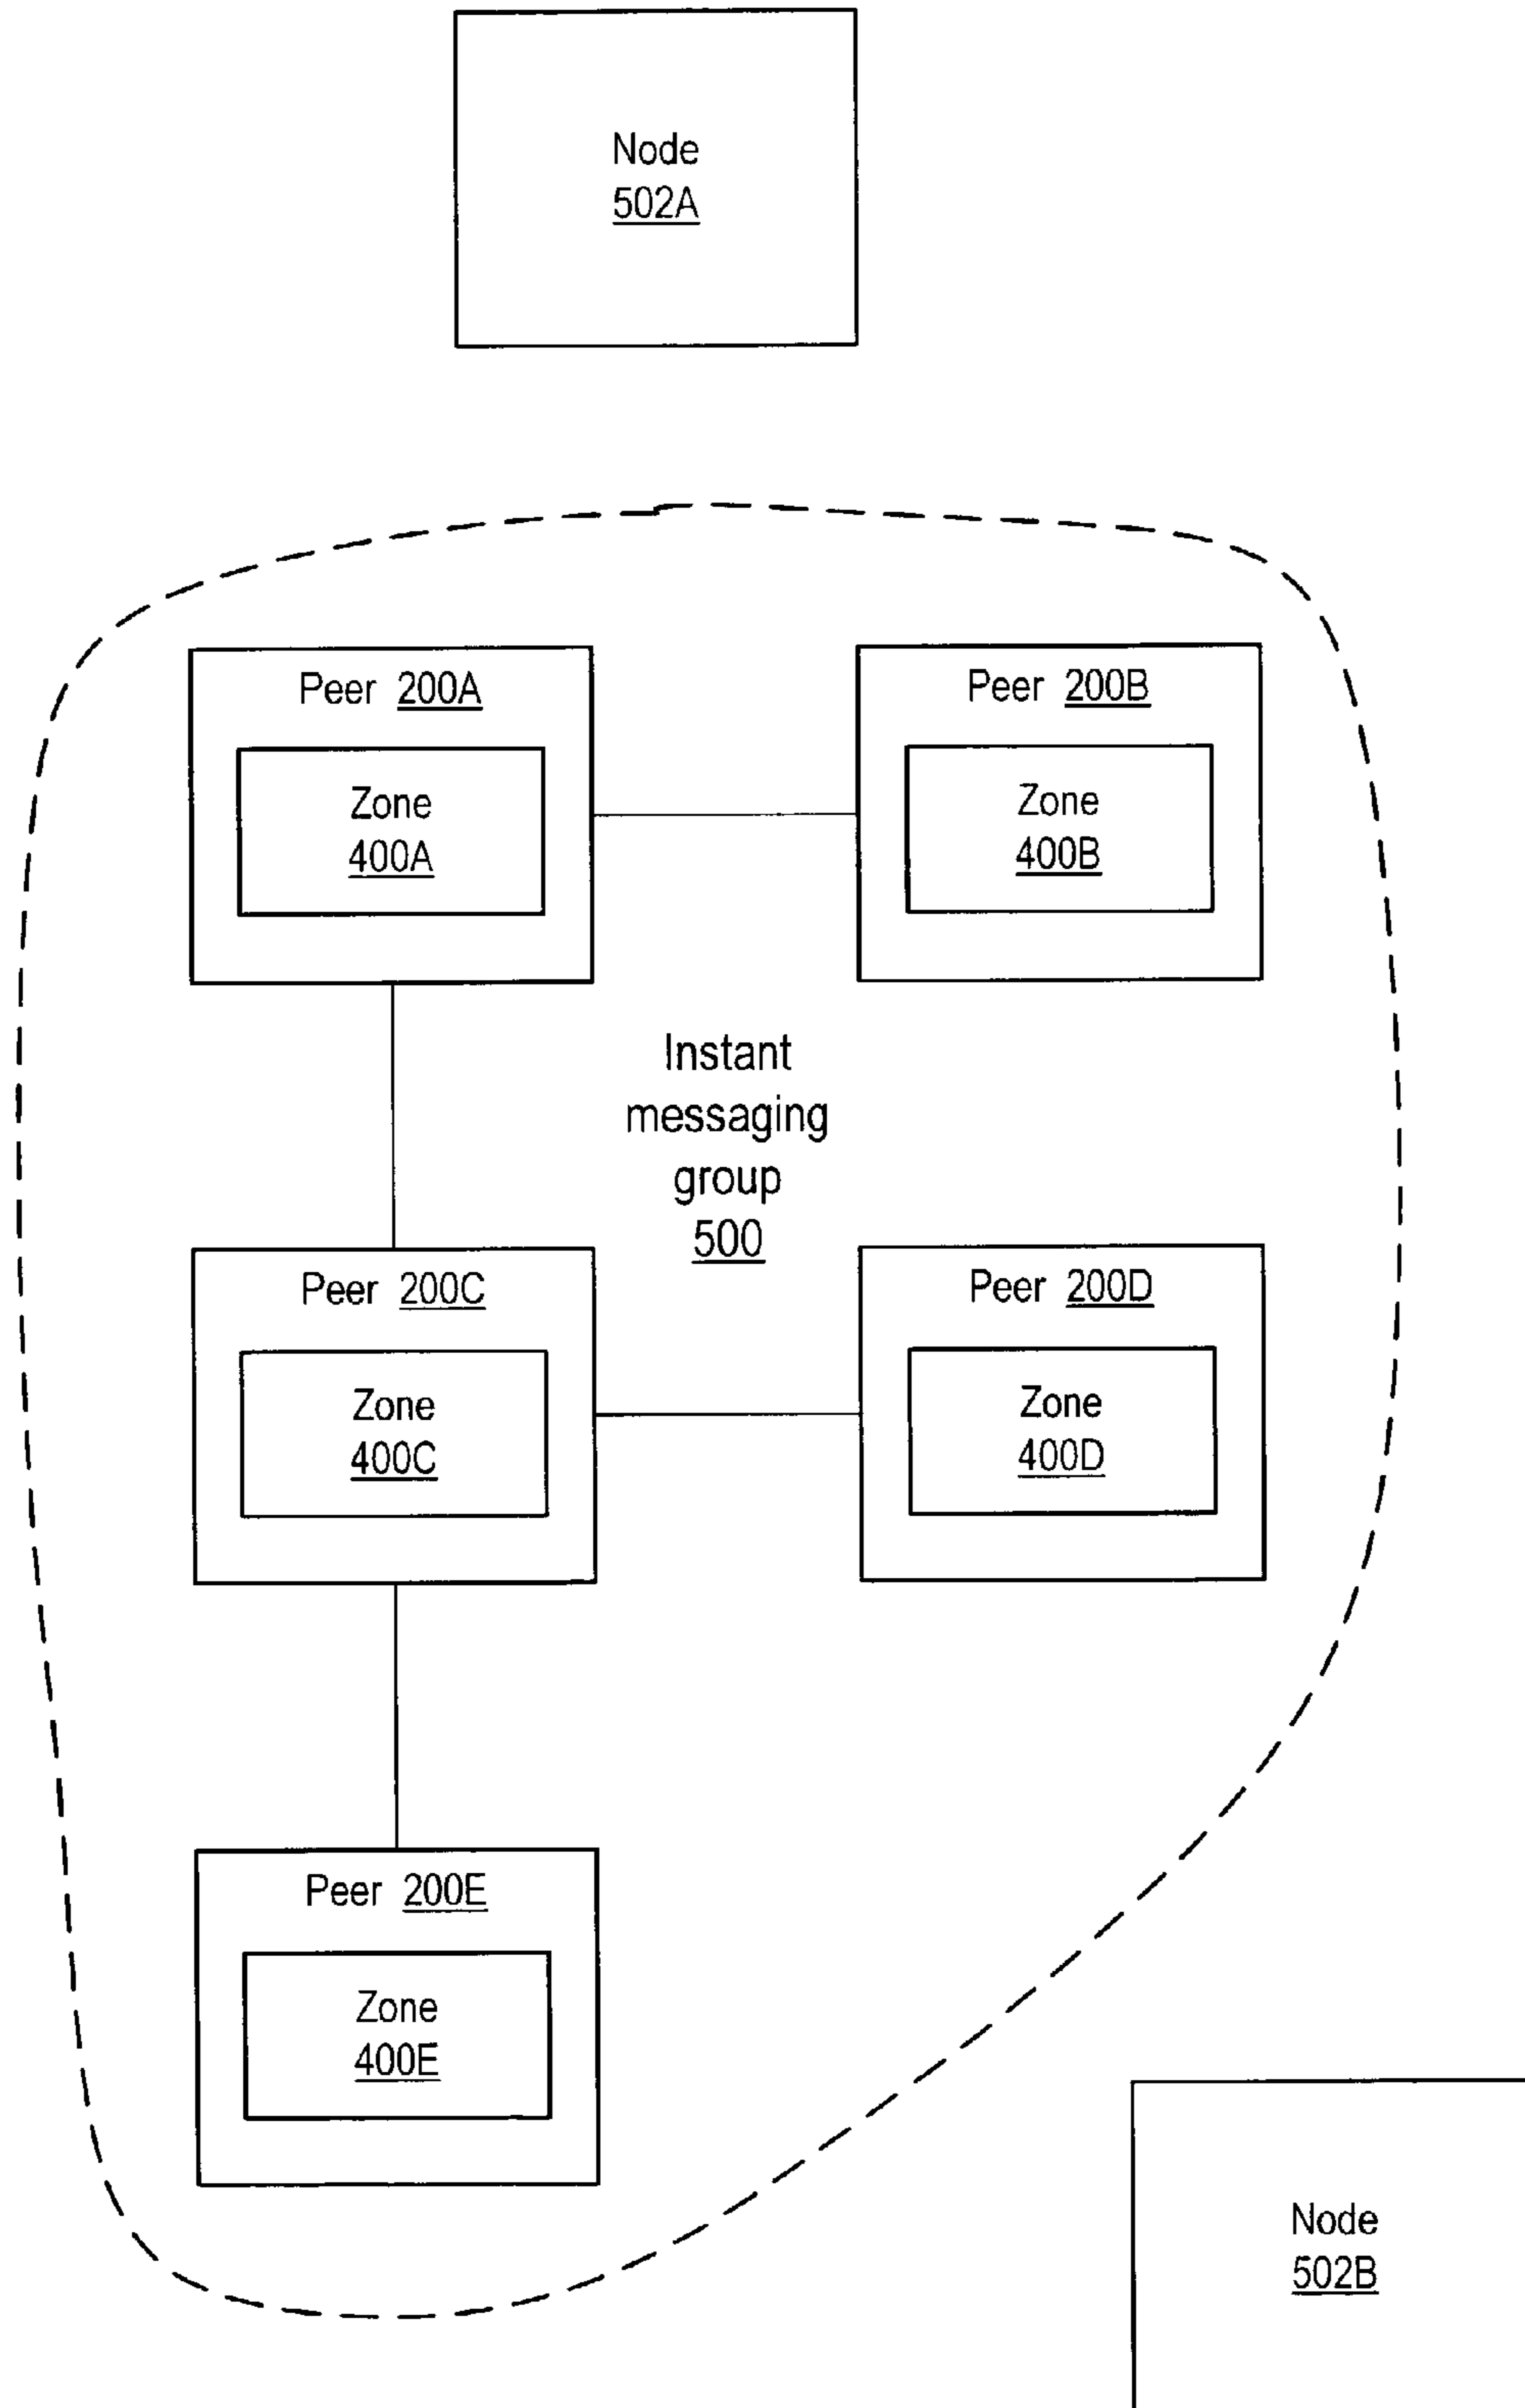 Node
502A
Peer 200A
Zone
400A
Peer 200B
Zone
400B
Instant
messaging
group
500
Peer 200C
Zone
400C
Peer 200D
Zone
400D
Peer 200E
Zone
400E
Node
502B